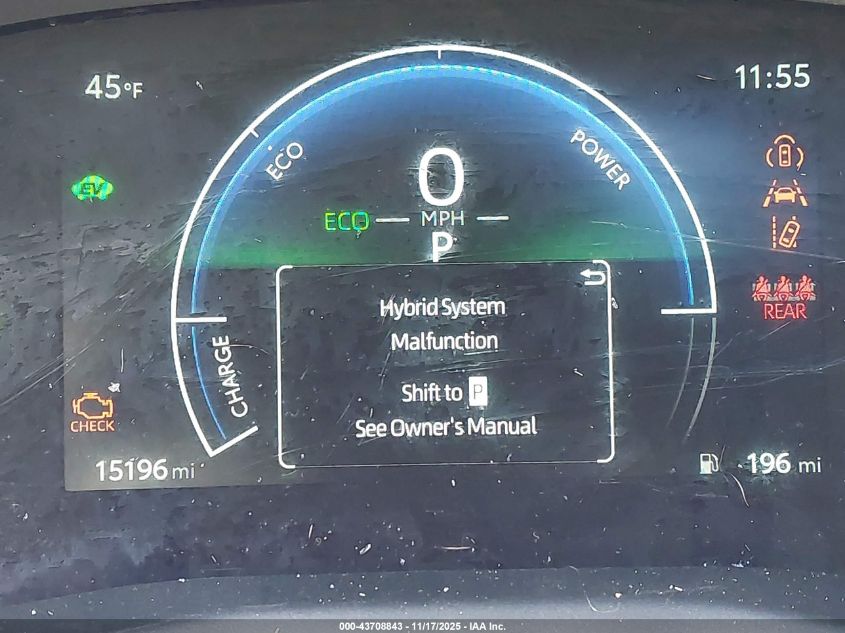 45°F
11:55
ECO
POWER
EV
0
ECO
MPH
P
Hybrid System
Malfunction
Shift to P
See Owner's Manual
CHARGE
REAR
CHECK
15196 mi
196 mi
000-43708843 - 11/17/2025 - IAA Inc.